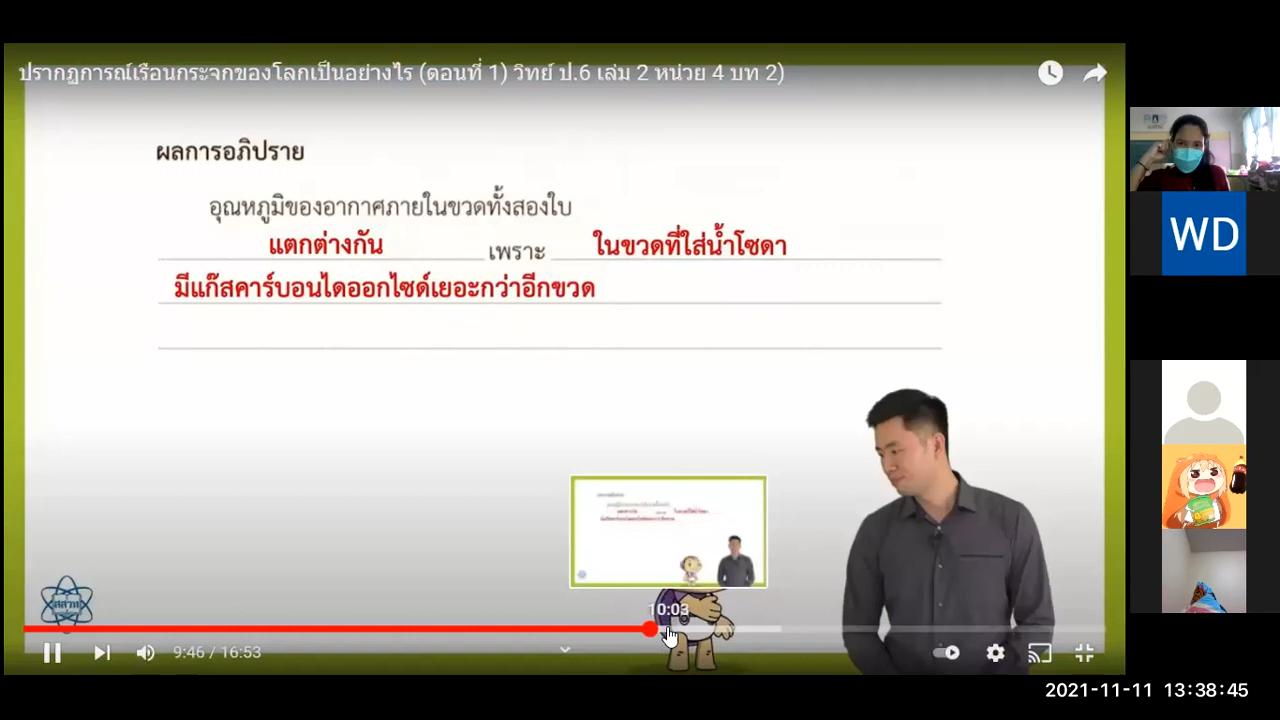 ปรากฏการณ์เรือนกระจกของโลกเป็นอย่างไร (ตอนที่ 1) วิทย์ ป.6 เล่ม 2 หน่วย 4 บท 2)
ผลการอภิปราย
อุณหภูมิของอากาศภายในขวดทั้งสองใบ
แตกต่างกัน เพราะ ในขวดที่ใส่น้ำโซดา
มีแก๊สคาร์บอนไดออกไซด์เยอะกว่าอีกขวด
WD
สสวท
10:03
9:46 / 16:53
2021-11-11 13:38:45